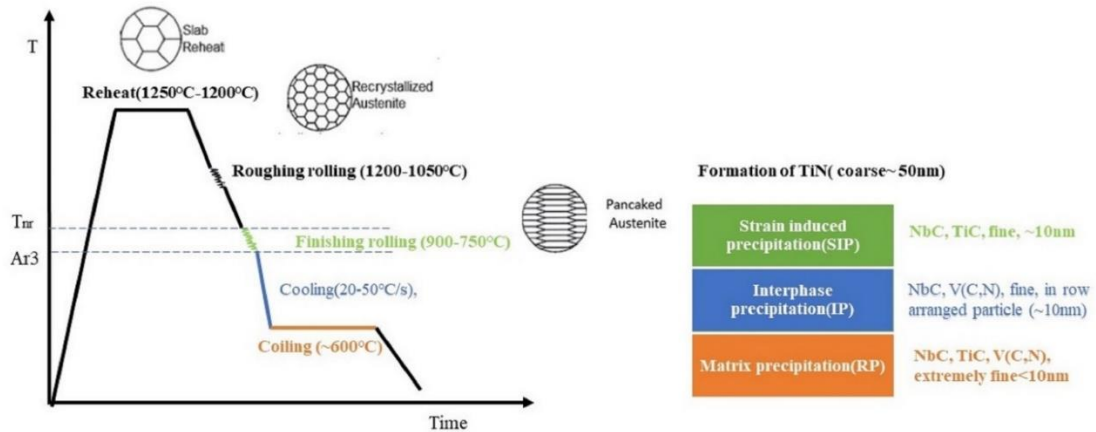 T
Slab
Reheat
Reheat(1250°C-1200°C)
Recrystallized
Austenite
Roughing rolling (1200-1050°C)
Tnr
Finishing rolling (900-750°C)
Ar3
Cooling(20-50°C/s),
Coiling (~600°C)
Time
Pancaked
Austenite
Formation of TiN( coarse~ 50nm)
Strain induced
precipitation(SIP)
NbC, TiC, fine, ~10nm
Interphase
precipitation(IP)
NbC, V(C,N), fine, in row
arranged particle (~10nm)
Matrix precipitation(RP)
NbC, TiC, V(C,N),
extremely fine<10nm